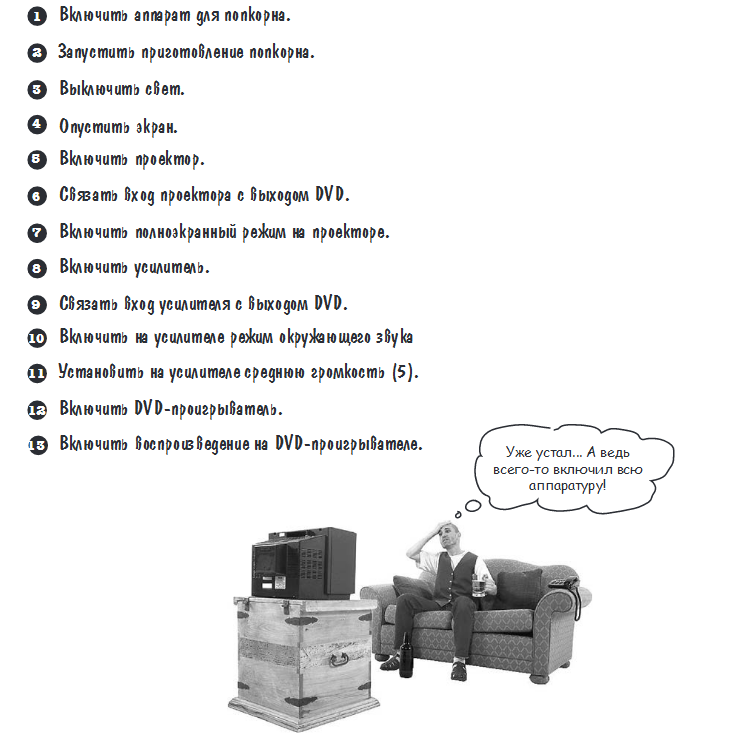 1 Включить аппарат для попкорна.
2 Запустить приготовление попкорна.
3 Выключить свет.
4 Опустить экран.
5 Включить проектор.
6 Связать вход проектора с выходом DVD.
7 Включить полноэкранный режим на проекторе.
8 Включить усилитель.
9 Связать вход усилителя с выходом DVD.
10 Включить на усилителе режим окружающего звука
11 Установить на усилителе среднюю громкость (5).
12 Включить DVD-проигрыватель.
13 Включить воспроизведение на DVD-проигрывателе.
Уже устал... А ведь
всего-то включил всю
аппаратуру!